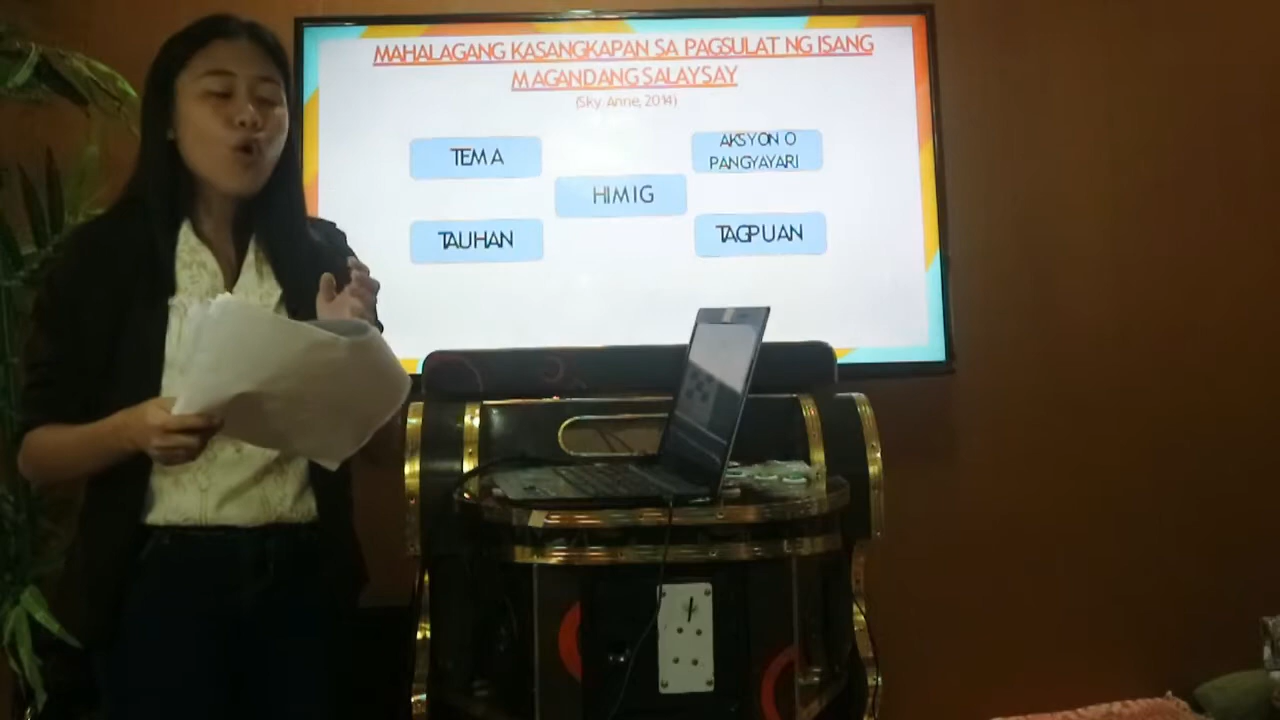 MAHALAGANG KASANGKAPAN SA PAGSULAT NG ISANG
MAGANDANG SALAYSAY
(Sky Anne, 2014)
TEMA
AKSYON O
PANGYAYARI
HIMIG
TAUHAN
TAGPUAN